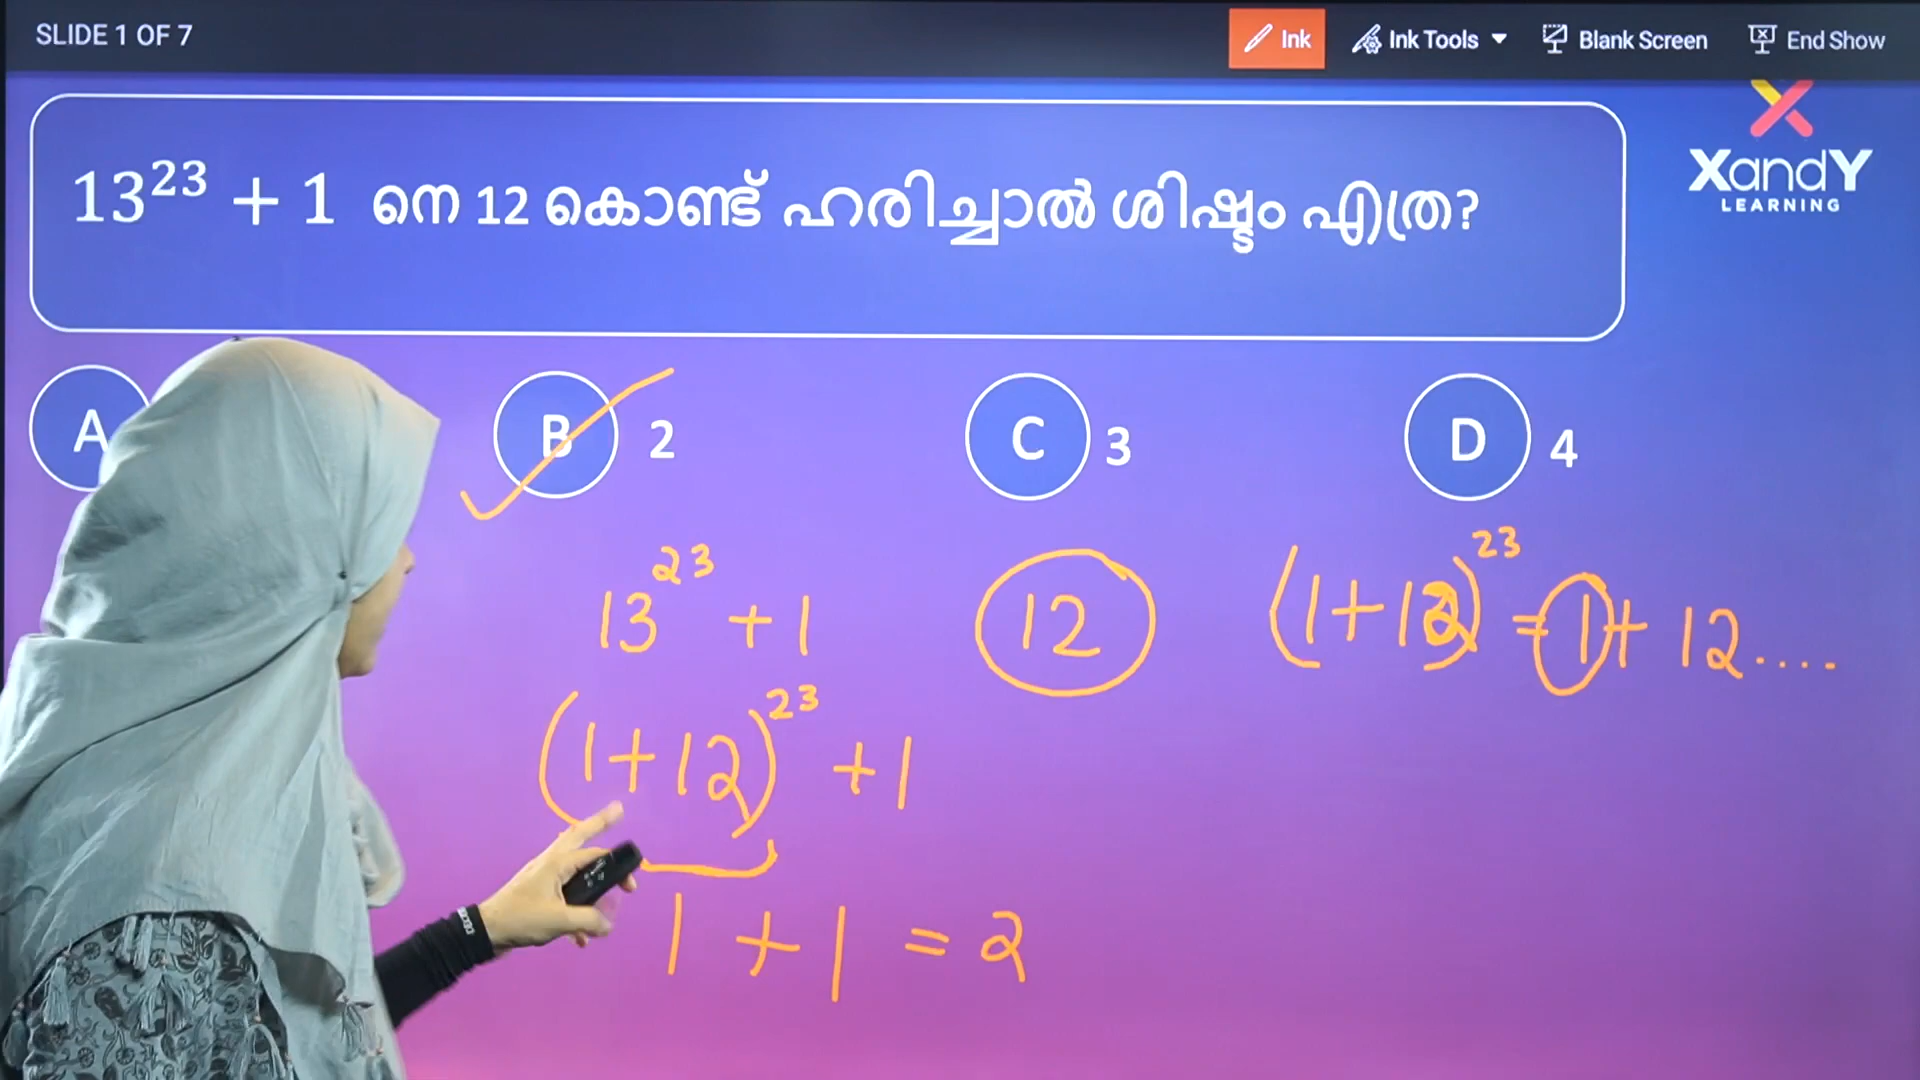 SLIDE 1 OF 7
Ink
Ink Tools
Blank Screen
End Show
XandY
LEARNING
13²³ + 1 നെ 12 കൊണ്ട് ഹരിച്ചാൽ ശിഷ്ടം എത്ര?
A
B 2
C 3
D 4
13²³ + 1
12
(1+12)²³ = 1 + 12....
(1+12)²³ + 1
1 + 1 = 2